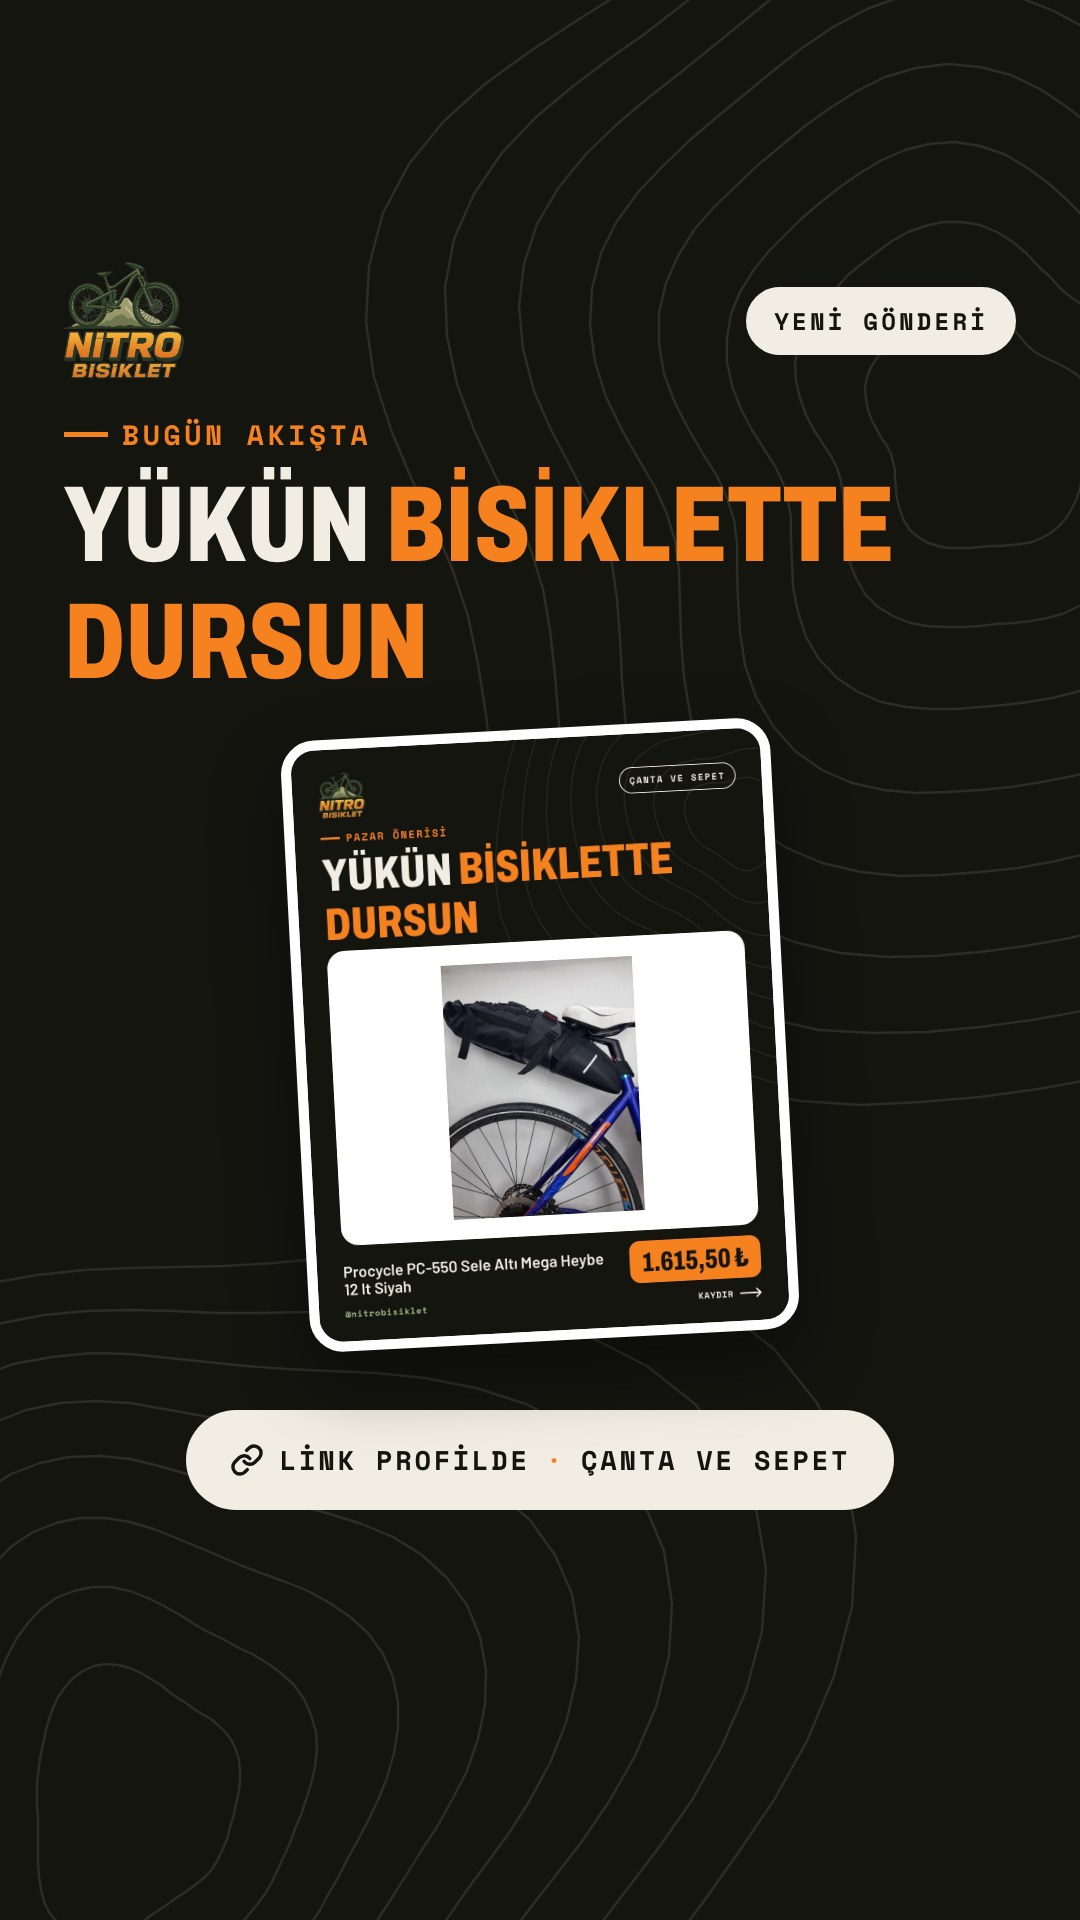 NiTRO
BiSiKLET
YENİ GÖNDERİ
BUGÜN AKIŞTA
YÜKÜN BİSİKLETTE
DURSUN
NiTRO
BiSiKLET
ÇANTA VE SEPET
PAZAR ÖNERİSİ
YÜKÜN BİSİKLETTE
DURSUN
Procycle PC-550 Sele Altı Mega Heybe
12 lt Siyah
1.615,50 ₺
@nitrobisiklet
KAYDIR
LİNK PROFİLDE · ÇANTA VE SEPET